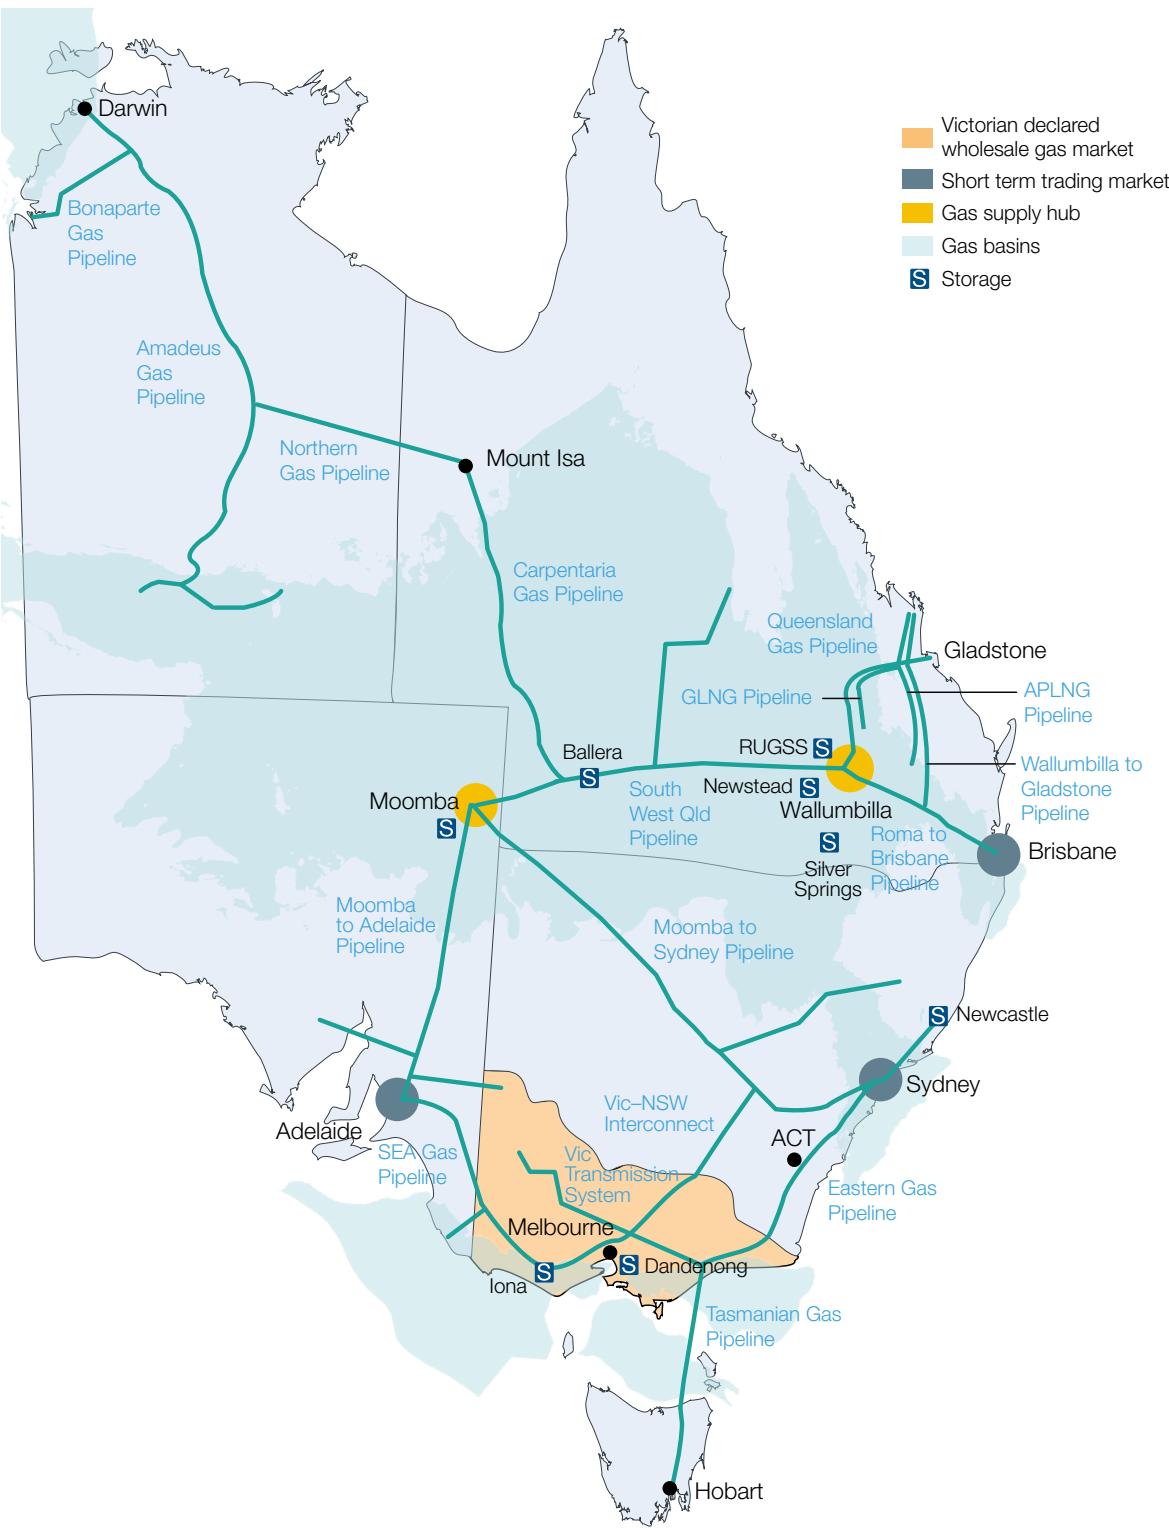 Darwin
Victorian declared
wholesale gas market
Short term trading market
Gas supply hub
Gas basins
S Storage
Bonaparte
Gas
Pipeline
Amadeus
Gas
Pipeline
Northern
Gas Pipeline
Mount Isa
Carpentaria
Gas Pipeline
Queensland
Gas Pipeline
Gladstone
GLNG Pipeline
APLNG
Pipeline
RUGSS S
Ballera
S
Wallumbilla to
Gladstone
Pipeline
Newstead S
South
West Qld
Pipeline
Moomba
S
Wallumbilla
S
Silver
Springs
Roma to
Brisbane
Pipeline
Brisbane
Moomba
to Adelaide
Pipeline
Moomba to
Sydney Pipeline
S Newcastle
Sydney
Adelaide
Vic–NSW
Interconnect
ACT
SEA Gas
Pipeline
Vic
Transmission
System
Eastern Gas
Pipeline
Melbourne
S Dandenong
S
Iona
Tasmanian Gas
Pipeline
Hobart